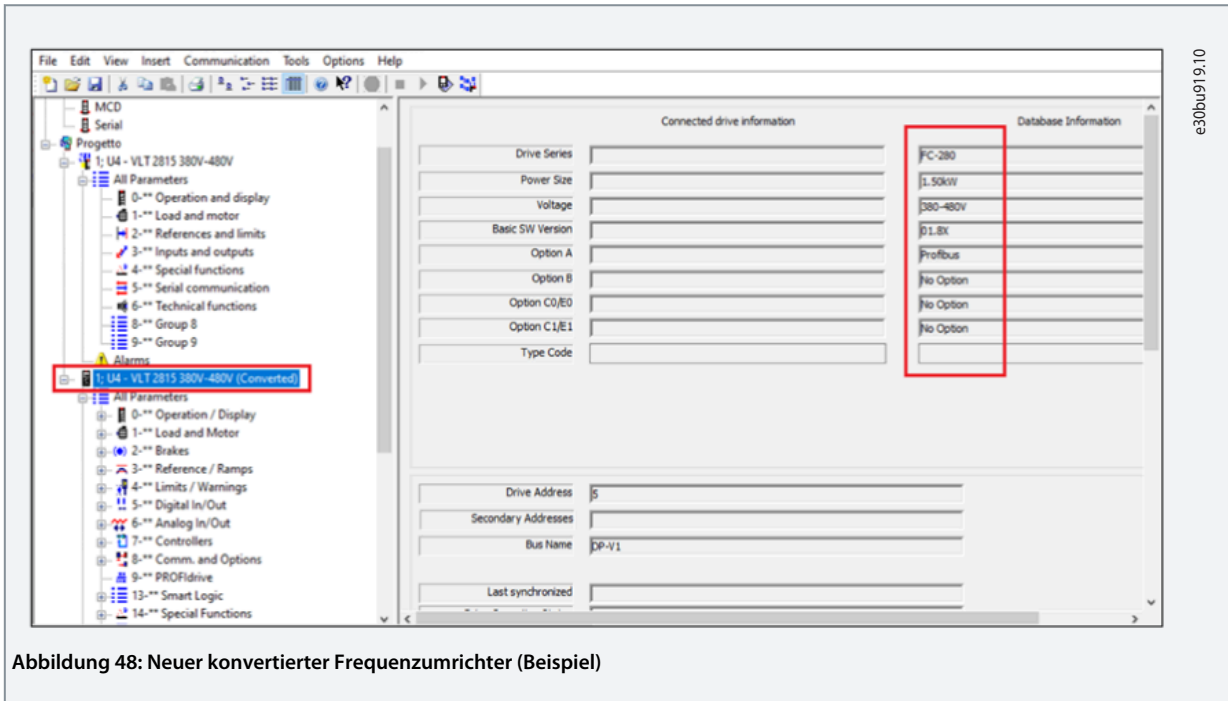 e30bu919.10
File Edit View Insert Communication Tools Options Help
MCD
Serial
Progetto
1; U4 - VLT 2815 380V-480V
All Parameters
0-** Operation and display
1-** Load and motor
2-** References and limits
3-** Inputs and outputs
4-** Special functions
5-** Serial communication
6-** Technical functions
8-** Group 8
9-** Group 9
Alarms
1; U4 - VLT 2815 380V-480V (Converted)
All Parameters
0-** Operation / Display
1-** Load and Motor
2-** Brakes
3-** Reference / Ramps
4-** Limits / Warnings
5-** Digital In/Out
6-** Analog In/Out
7-** Controllers
8-** Comm. and Options
9-** PROFIdrive
13-** Smart Logic
14-** Special Functions
Connected drive information Database Information
Drive Series FC-280
Power Size 1.50kW
Voltage 380-480V
Basic SW Version 01.8X
Option A Profibus
Option B No Option
Option C0/E0 No Option
Option C1/E1 No Option
Type Code
Drive Address 5
Secondary Addresses
Bus Name DP-V1
Last synchronized
Abbildung 48: Neuer konvertierter Frequenzumrichter (Beispiel)